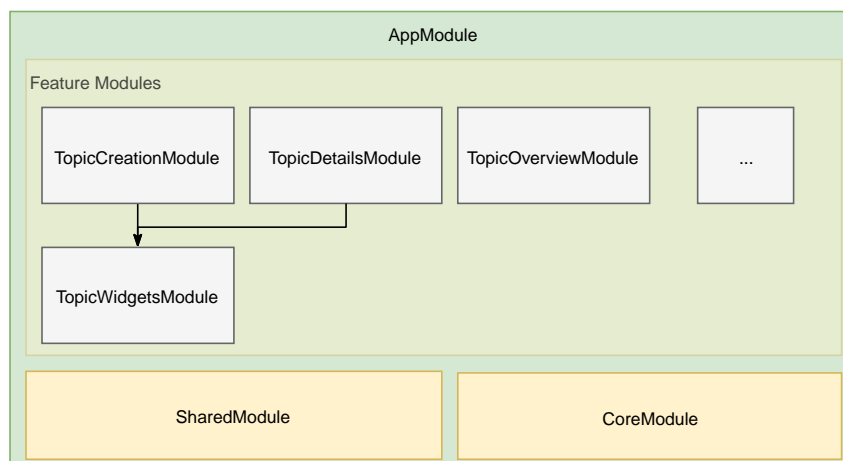 AppModule
Feature Modules
TopicCreationModule
TopicDetailsModule
TopicOverviewModule
...
TopicWidgetsModule
SharedModule
CoreModule